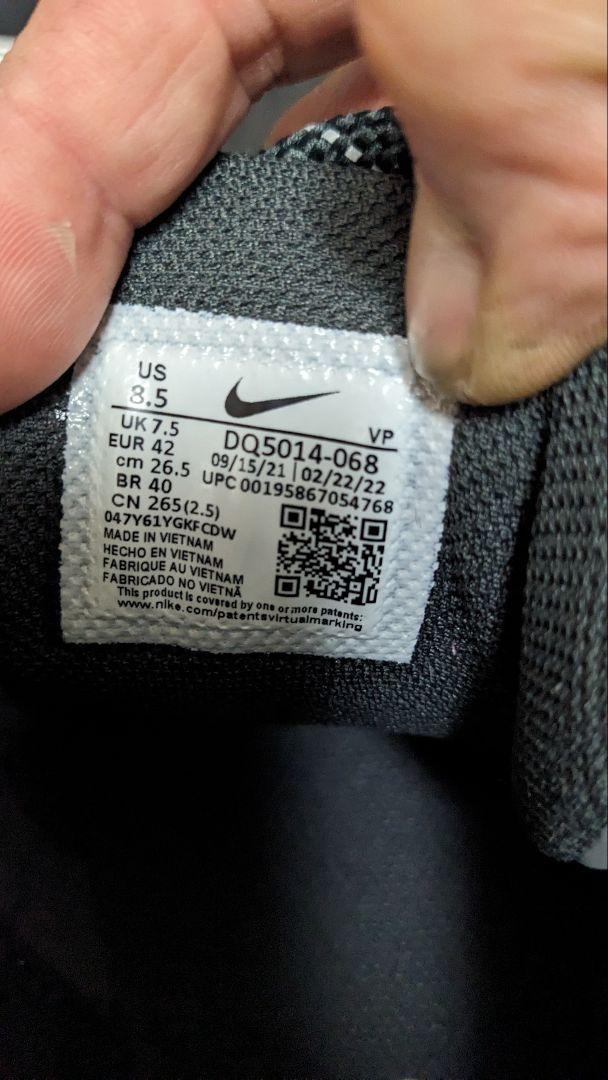 US
8.5
VP
UK 7.5
DQ5014-068
EUR 42
09/15/21 | 02/22/22
cm 26.5
UPC 00195867054768
BR 40
CN 265(2.5)
047Y61YGKFCDW
MADE IN VIETNAM
HECHO EN VIETNAM
FABRIQUE AU VIETNAM
FABRICADO NO VIETNÃ
This product is covered by one or more patents:
www.nike.com/patentsvirtualmarking